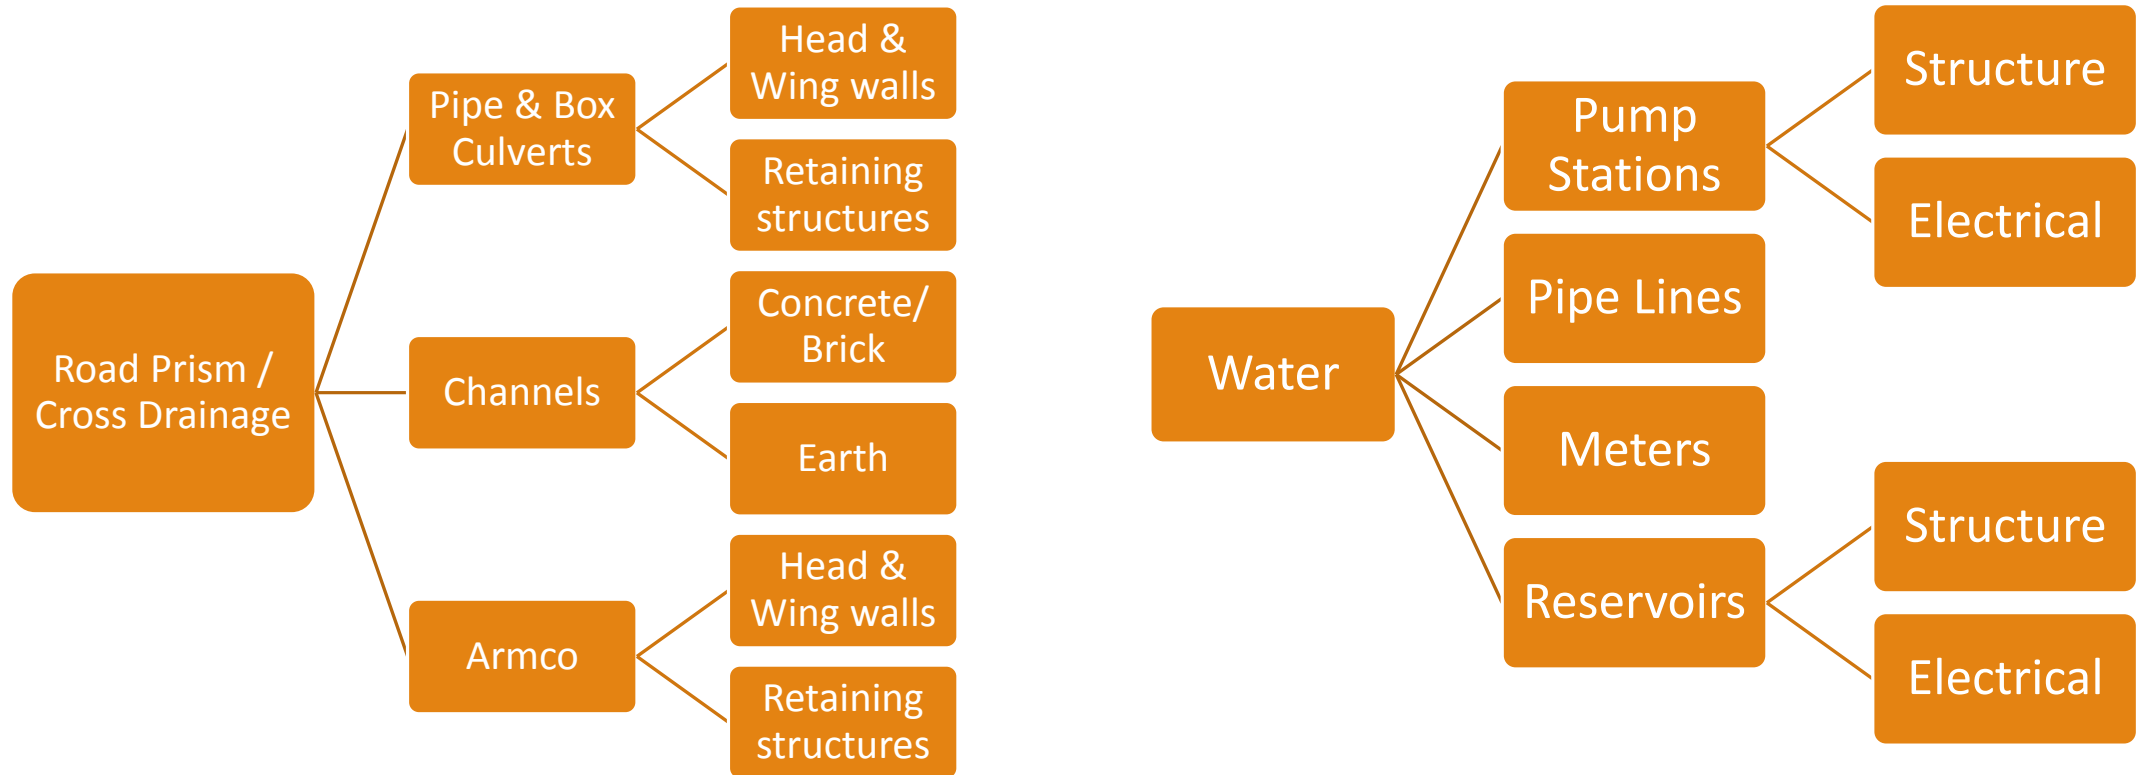 Road Prism /
Cross Drainage
Pipe & Box
Culverts
Head &
Wing walls
Retaining
structures
Channels
Concrete/
Brick
Earth
Armco
Head &
Wing walls
Retaining
structures
Water
Pump
Stations
Structure
Electrical
Pipe Lines
Meters
Reservoirs
Structure
Electrical